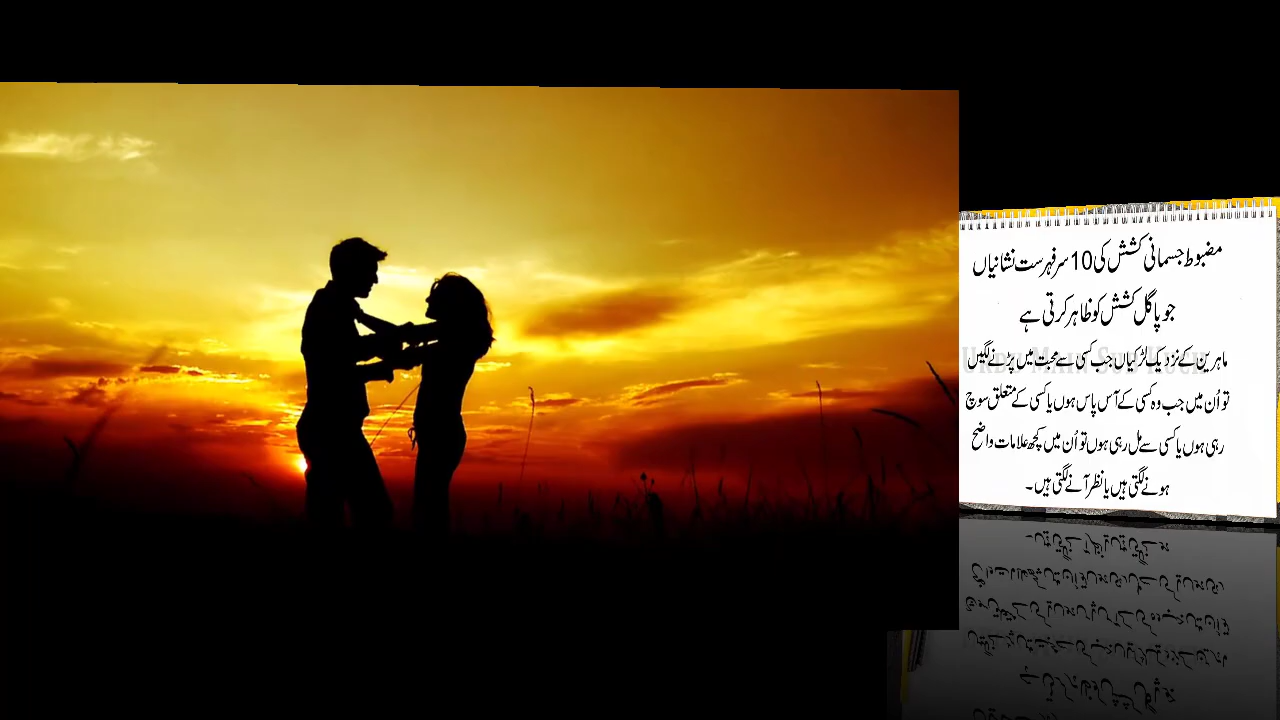 مضبوط جسمانی کشش کی 10 سرفہرست نشانیاں
جو پاگل کشش کو ظاہر کرتی ہے
ماہرین کے نزدیک لڑکیاں جب کسی سے محبت میں پڑنے لگیں
تو اُن میں جب وہ کسی کے آس پاس ہوں یا کسی کے متعلق سوچ
رہی ہوں یا کسی سے مل رہی ہوں تو اُن میں کچھ علامات واضح
ہونے لگتی ہیں یا نظر آنے لگتی ہیں۔